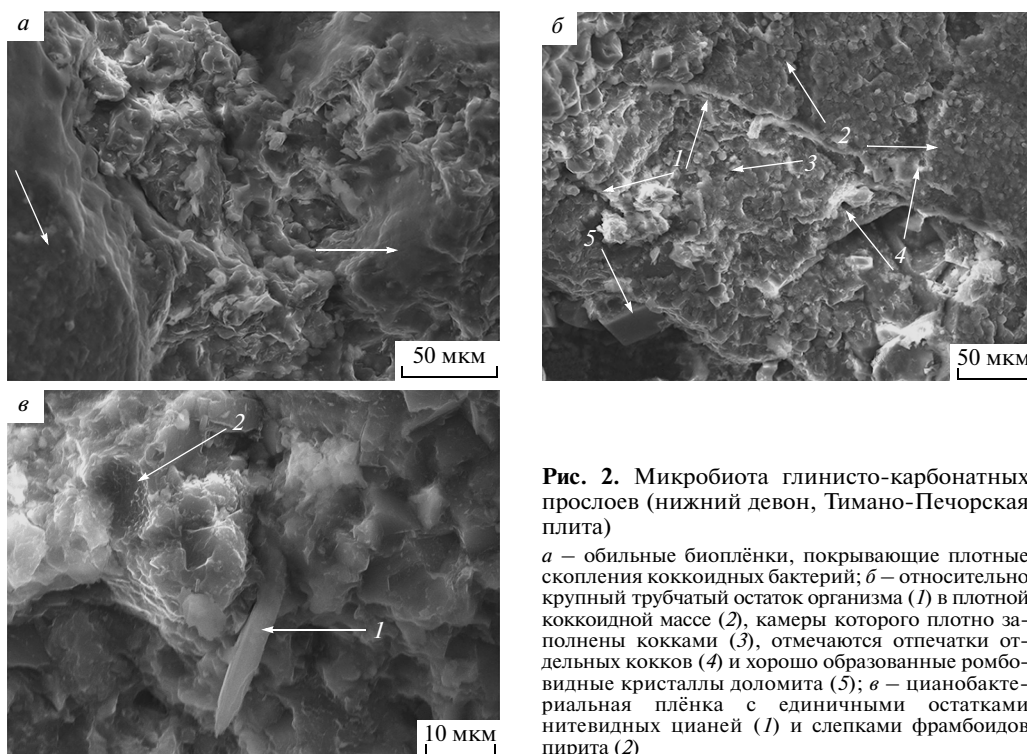 а
50 мкм
б
1
2
3
4
5
50 мкм
в
2
1
10 мкм
Рис. 2. Микробиота глинисто-карбонатных
прослоев (нижний девон, Тимано-Печорская
плита)
а – обильные биоплёнки, покрывающие плотные
скопления коккоидных бактерий; б – относительно
крупный трубчатый остаток организма (1) в плотной
коккоидной массе (2), камеры которого плотно за-
полнены кокками (3), отмечаются отпечатки от-
дельных кокков (4) и хорошо образованные ромбо-
видные кристаллы доломита (5); в – цианобакте-
риальная плёнка с единичными остатками
нитевидных цианей (1) и слепками фрамбоидов
пирита (2)